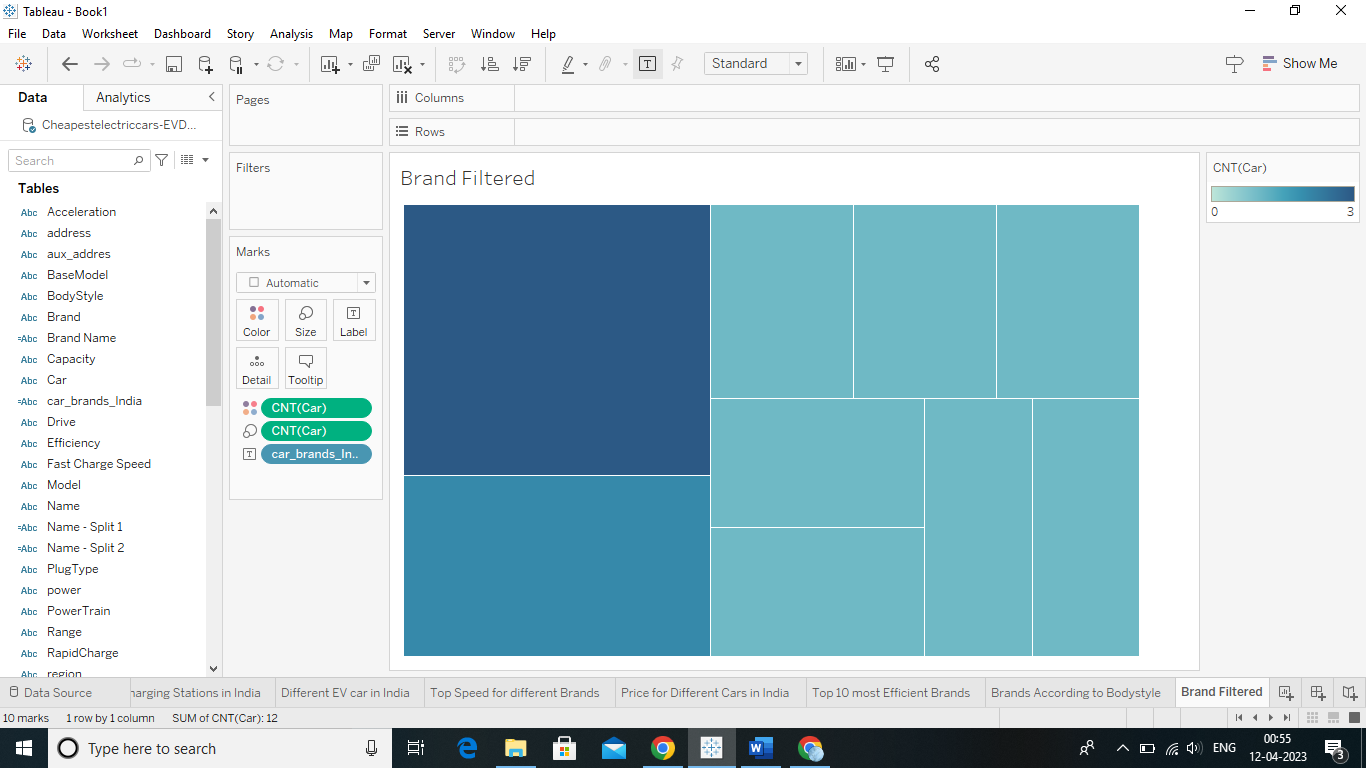 Tableau - Book1
File Data Worksheet Dashboard Story Analysis Map Format Server Window Help
Standard
Show Me
Data Analytics
Cheapestelectriccars-EVD...
Search
Tables
Abc Acceleration
Abc address
Abc aux_addres
Abc BaseModel
Abc BodyStyle
Abc Brand
=Abc Brand Name
Abc Capacity
Abc Car
=Abc car_brands_India
Abc Drive
Abc Efficiency
Abc Fast Charge Speed
Abc Model
Abc Name
=Abc Name - Split 1
=Abc Name - Split 2
Abc PlugType
Abc power
Abc PowerTrain
Abc Range
Abc RapidCharge
Abc region
Pages
Filters
Marks
Automatic
Color Size Label
Detail Tooltip
CNT(Car)
CNT(Car)
car_brands_In..
Columns
Rows
Brand Filtered
CNT(Car)
0 3
Data Source harging Stations in India Different EV car in India Top Speed for different Brands Price for Different Cars in India Top 10 most Efficient Brands Brands According to Bodystyle Brand Filtered
10 marks 1 row by 1 column SUM of CNT(Car): 12
Type here to search
ENG
00:55
12-04-2023
3